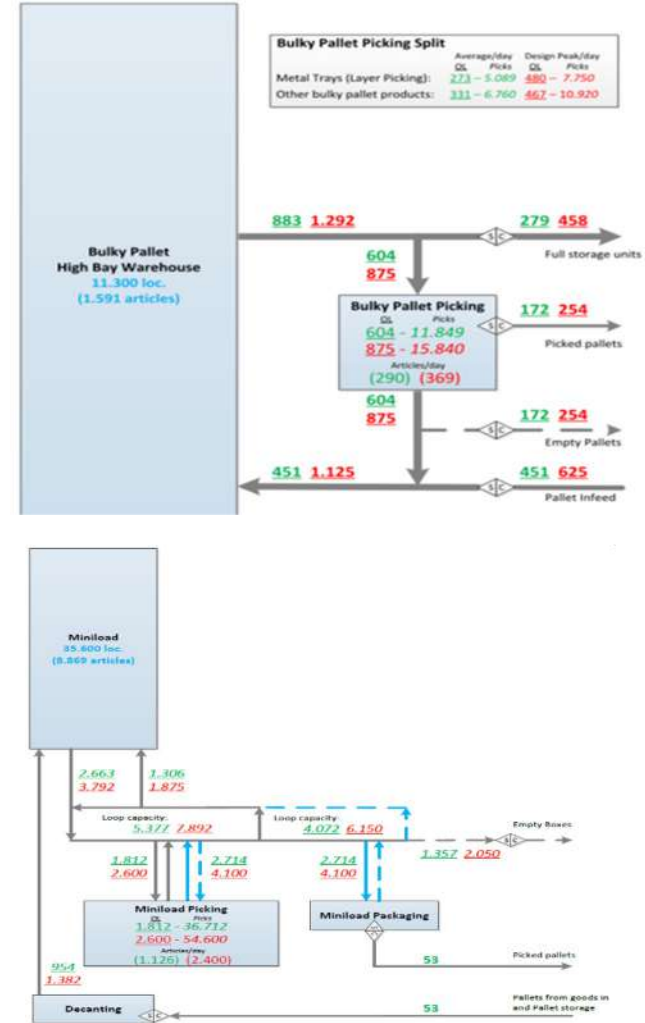 Bulky Pallet Picking Split
Average/day Design Peak/day
OL Picks OL Picks
Metal Trays (Layer Picking): 273 – 5.089 480 – 7.750
Other bulky pallet products: 331 – 6.760 467 – 10.920
883 1.292
279 458
S C
Full storage units
Bulky Pallet
High Bay Warehouse
11.300 loc.
(1.591 articles)
604
875
Bulky Pallet Picking
OL Picks
604 - 11.849
875 - 15.840
Articles/day
(290) (369)
S C
172 254
Picked pallets
604
875
172 254
S C
Empty Pallets
451 1.125
451 625
S C
Pallet Infeed
Miniload
35.600 loc.
(8.869 articles)
2.663
3.792
1.306
1.875
Loop capacity:
5.377 7.892
Loop capacity:
4.072 6.150
Empty Boxes
S C
1.357 2.050
1.812
2.600
2.714
4.100
2.714
4.100
Miniload Picking
OL Picks
1.812 - 36.712
2.600 - 54.600
Articles/day
(1.126) (2.400)
Miniload Packaging
53
Picked pallets
954
1.382
Decanting
S C
53
Pallets from goods in
and Pallet storage